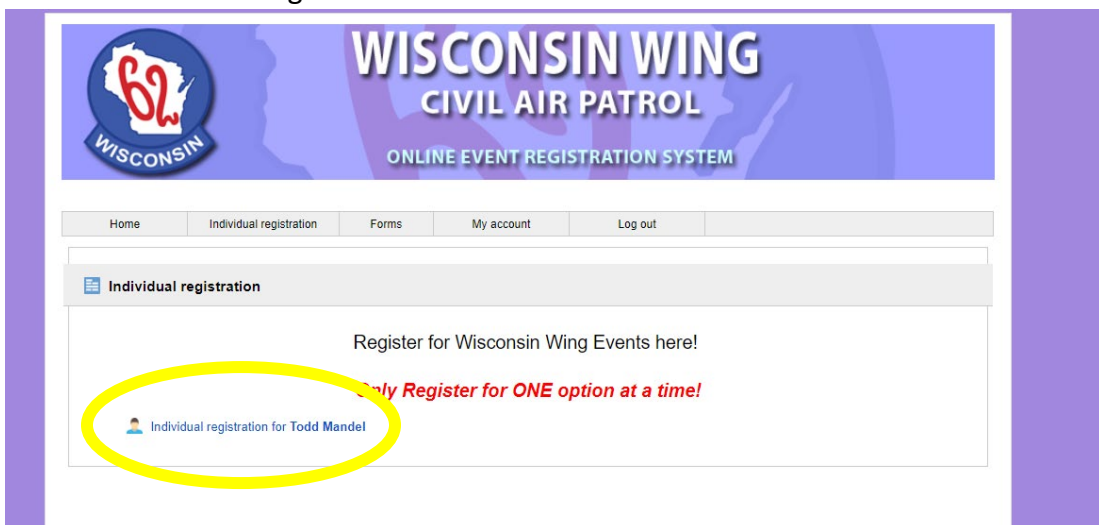 WISCONSIN WING
CIVIL AIR PATROL
ONLINE EVENT REGISTRATION SYSTEM
WISCONSIN
Home Individual registration Forms My account Log out
Individual registration
Register for Wisconsin Wing Events here!
Only Register for ONE option at a time!
Individual registration for Todd Mandel